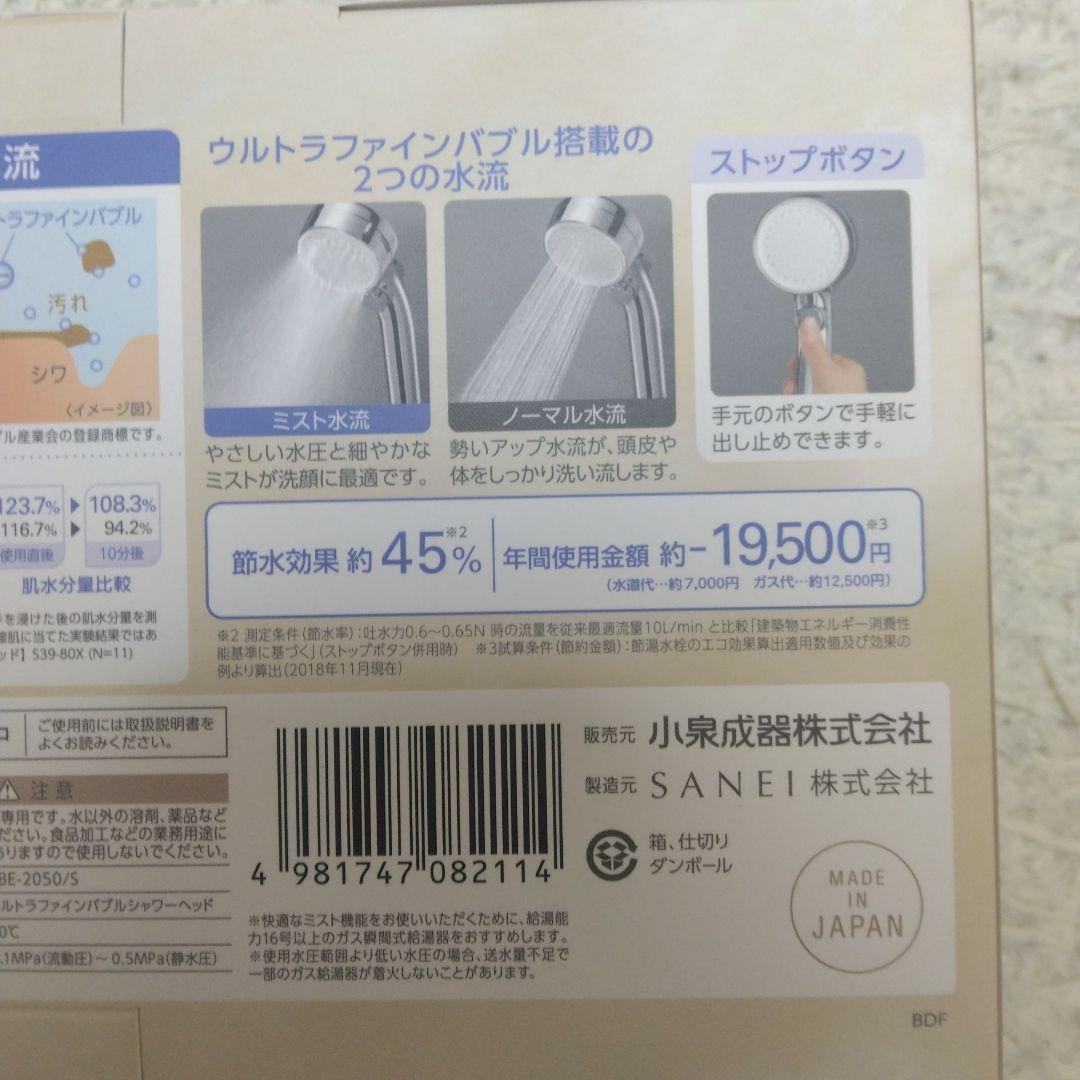 流
トラファインバブル
汚れ
シワ
〈イメージ図〉
ブル産業会の登録商標です。
123.7% ▶ 108.3%
116.7% ▶ 94.2%
使用直後 10分後
肌水分量比較
を浸けた後の肌水分量を測
肌に当てた実験結果ではあ
ッド】S39-80X (N=11)
ウルトラファインバブル搭載の
2つの水流
ミスト水流
やさしい水圧と細やかな
ミストが洗顔に最適です。
ノーマル水流
勢いアップ水流が、頭皮や
体をしっかり洗い流します。
ストップボタン
手元のボタンで手軽に
出し止めできます。
節水効果 約45%※2
年間使用金額 約-19,500円※3
(水道代…約7,000円 ガス代…約12,500円)
※2 測定条件(節水率):吐水力0.6〜0.65N 時の流量を従来最適流量10L/min と比較「建築物エネルギー消費性
能基準に基づく」(ストップボタン併用時) ※3試算条件(節約金額):節湯水栓のエコ効果算出適用数値及び効果の
例より算出(2018年11月現在)
ご使用前には取扱説明書を
よくお読みください。
注意
専用です。水以外の溶剤、薬品など
ださい。食品加工などの業務用途に
ありますので使用しないでください。
BE-2050/S
ルトラファインバブルシャワーヘッド
0℃
.1MPa(流動圧)〜0.5MPa(静水圧)
4 981747 082114
※快適なミスト機能をお使いいただくために、給湯能
力16号以上のガス瞬間式給湯器をおすすめします。
※使用水圧範囲より低い水圧の場合、送水量不足で
一部のガス給湯器が着火しないことがあります。
販売元 小泉成器株式会社
製造元 SANEI株式会社
箱、仕切り
ダンボール
MADE
IN
JAPAN
BDF